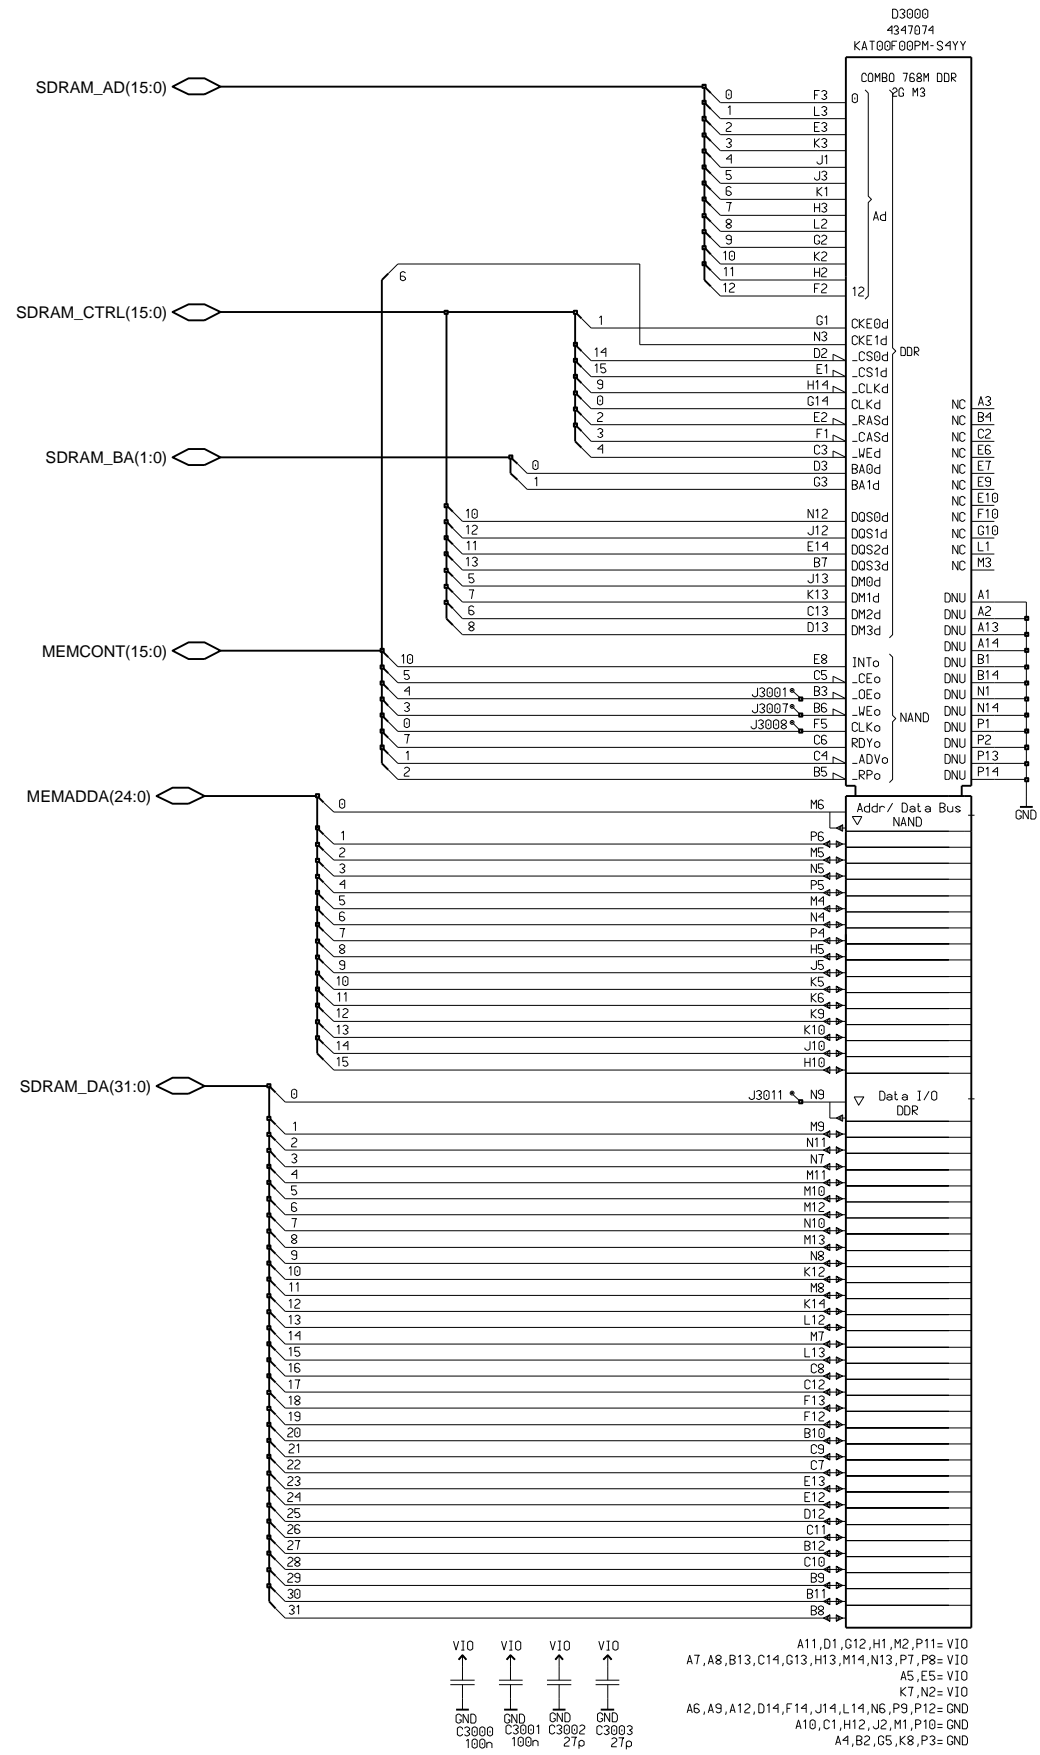 D3000
4347074
KAT00F00PM-S4YY
COMBO 768M DDR
2G M3
SDRAM_AD(15:0)
0 F3 0
1 L3
2 E3
3 K3
4 J1
5 J3
6 K1
7 H3
Ad
8 L2
9 G2
10 K2
11 H2
12 F2 12
6
SDRAM_CTRL(15:0)
1 G1 CKE0d
N3 CKE1d
14 D2 _CS0d
DDR
15 E1 _CS1d
9 H14 _CLKd
0 G14 CLKd
2 E2 _RASd
3 F1 _CASd
4 C3 _WEd
SDRAM_BA(1:0)
0 D3 BA0d
1 G3 BA1d
10 N12 DQS0d
12 J12 DQS1d
11 E14 DQS2d
13 B7 DQS3d
5 J13 DM0d
7 K13 DM1d
6 C13 DM2d
8 D13 DM3d
NC A3
NC B4
NC C2
NC E6
NC E7
NC E9
NC E10
NC F10
NC G10
NC L1
NC M3
DNU A1
DNU A2
DNU A13
DNU A14
DNU B1
DNU B14
DNU N1
DNU N14
DNU P1
DNU P2
DNU P13
DNU P14
GND
MEMCONT(15:0)
10 E8 INTo
5 C5 _CEo
4 J3001 B3 _OEo
3 J3007 B6 _WEo
NAND
0 J3008 F5 CLKo
7 C6 RDYo
1 C4 _ADVo
2 B5 _RPo
MEMADDA(24:0)
Addr/ Data Bus
NAND
0 M6
1 P6
2 M5
3 N5
4 P5
5 M4
6 N4
7 P4
8 H5
9 J5
10 K5
11 K6
12 K9
13 K10
14 J10
15 H10
SDRAM_DA(31:0)
Data I/O
DDR
0 J3011 N9
1 M9
2 N11
3 N7
4 M11
5 M10
6 M12
7 N10
8 M13
9 N8
10 K12
11 M8
12 K14
13 L12
14 M7
15 L13
16 C8
17 C12
18 F13
19 F12
20 B10
21 C9
22 C7
23 E13
24 E12
25 D12
26 C11
27 B12
28 C10
29 B9
30 B11
31 B8
VIO VIO VIO VIO
GND GND GND GND
C3000 C3001 C3002 C3003
100n 100n 27p 27p
A11,D1,G12,H1,M2,P11=VIO
A7,A8,B13,C14,G13,H13,M14,N13,P7,P8=VIO
A5,E5=VIO
K7,N2=VIO
A6,A9,A12,D14,F14,J14,L14,N6,P9,P12=GND
A10,C1,H12,J2,M1,P10=GND
A4,B2,G5,K8,P3=GND